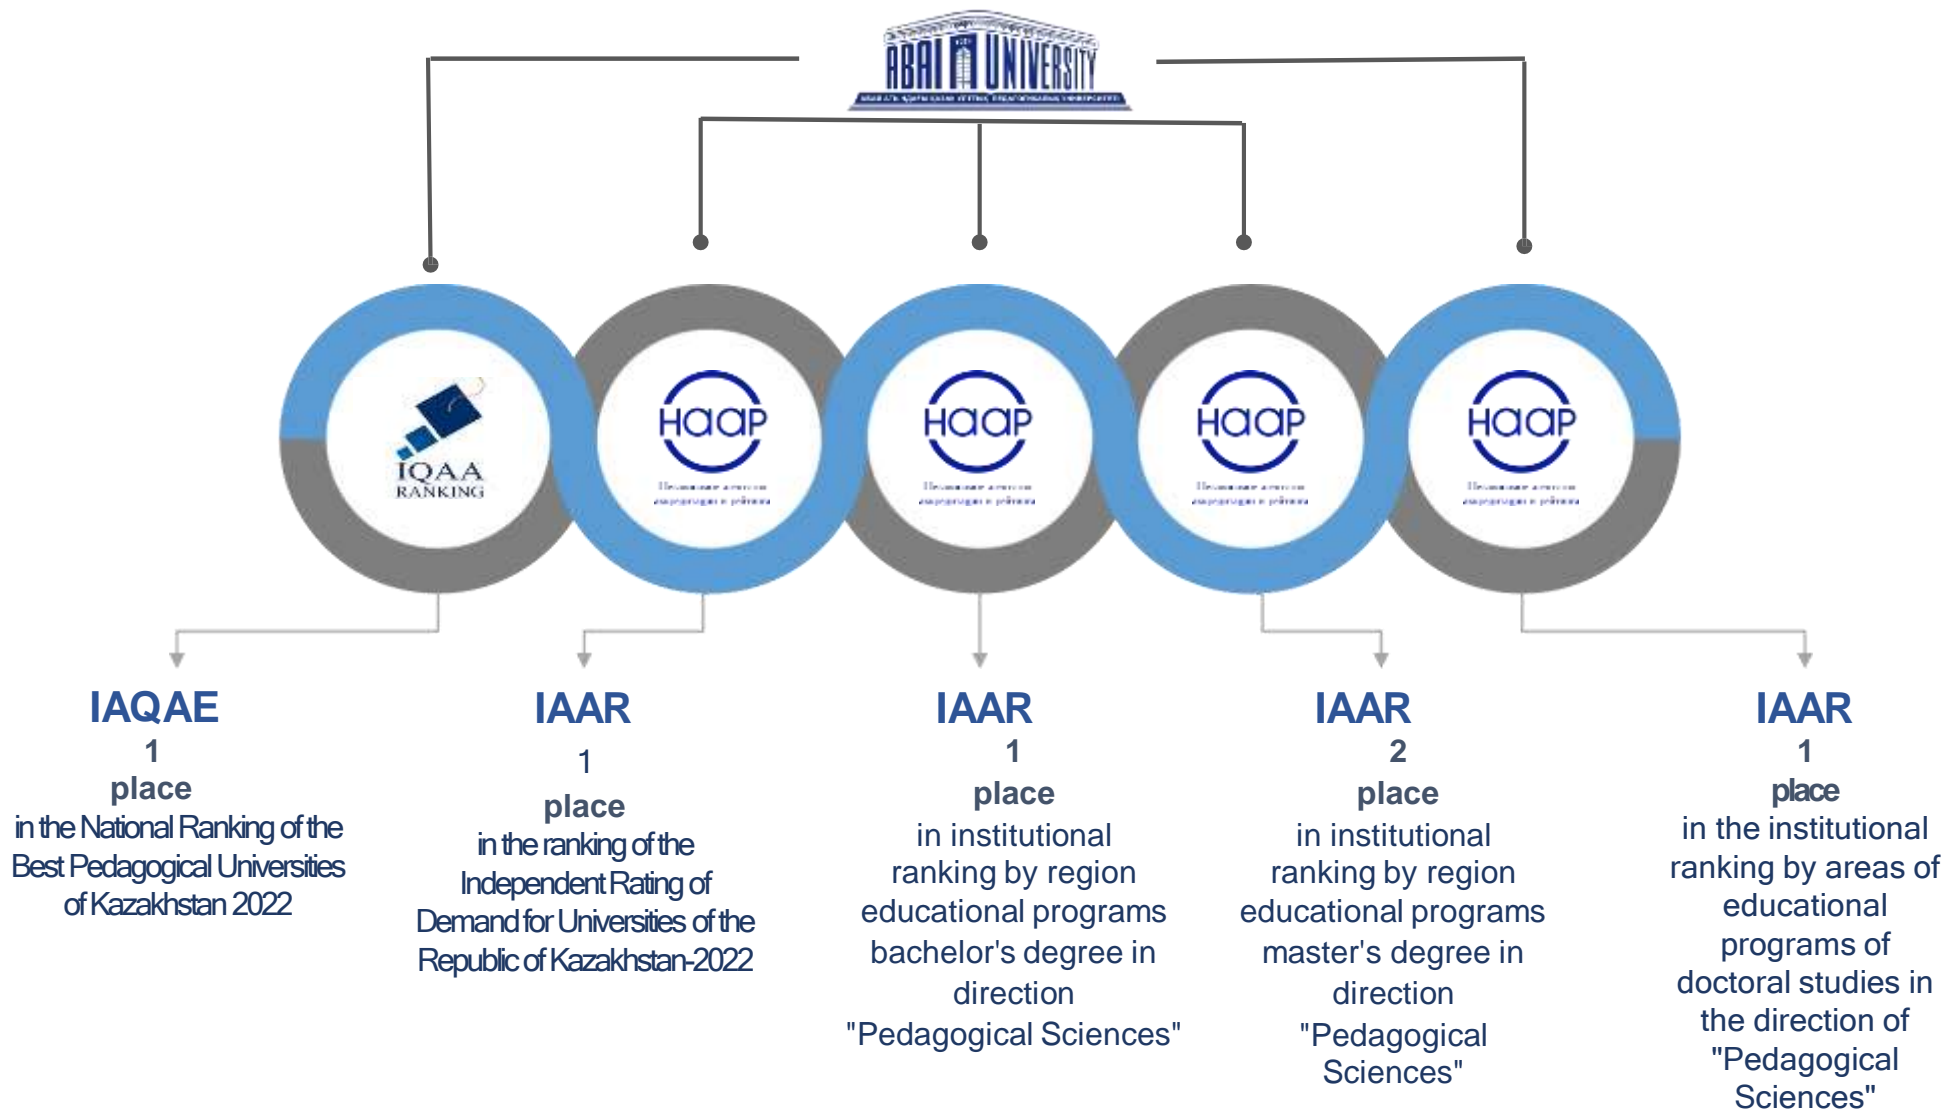 ABAI UNIVERSITY
IQAA
RANKING
НААР
НААР
НААР
НААР
IAQAE
1
place
in the National Ranking of the
Best Pedagogical Universities
of Kazakhstan 2022
IAAR
1
place
in the ranking of the
Independent Rating of
Demand for Universities of the
Republic of Kazakhstan-2022
IAAR
1
place
in institutional
ranking by region
educational programs
bachelor's degree in
direction
"Pedagogical Sciences"
IAAR
2
place
in institutional
ranking by region
educational programs
master's degree in
direction
"Pedagogical
Sciences"
IAAR
1
place
in the institutional
ranking by areas of
educational
programs of
doctoral studies in
the direction of
"Pedagogical
Sciences"